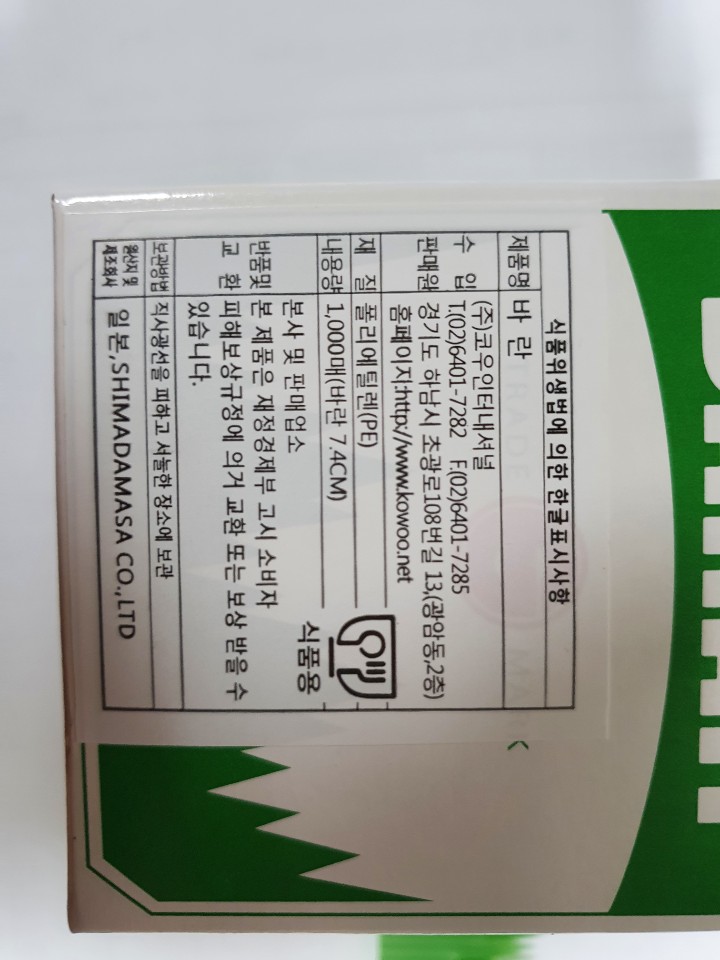 식품위생법에 의한 한글표시사항
제품명 바 란
수 입 판매원 (주)코우인터내셔널
T.(02)6401-7282 F.(02)6401-7285
경기도 하남시 초광로108번길 13,(광암동,2층)
홈페이지:http://www.kowoo.net
재 질 폴리에틸렌(PE)
내용량 1,000매(바란 7.4CM)
식품용
반품및 교 환 본사 및 판매업소
본 제품은 재정경제부 고시 소비자
피해보상규정에 의거 교환 또는 보상 받을 수
있습니다.
보관방법 직사광선을 피하고 서늘한 장소에 보관
원산지 및 제조회사 일본,SHIMADAMASA CO.,LTD
TRADE MARK